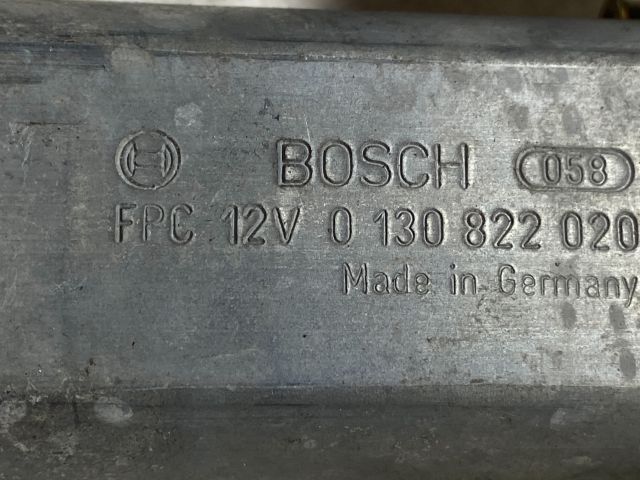 BOSCH 058
FPC 12V 0 130 822 020
Made in Germany